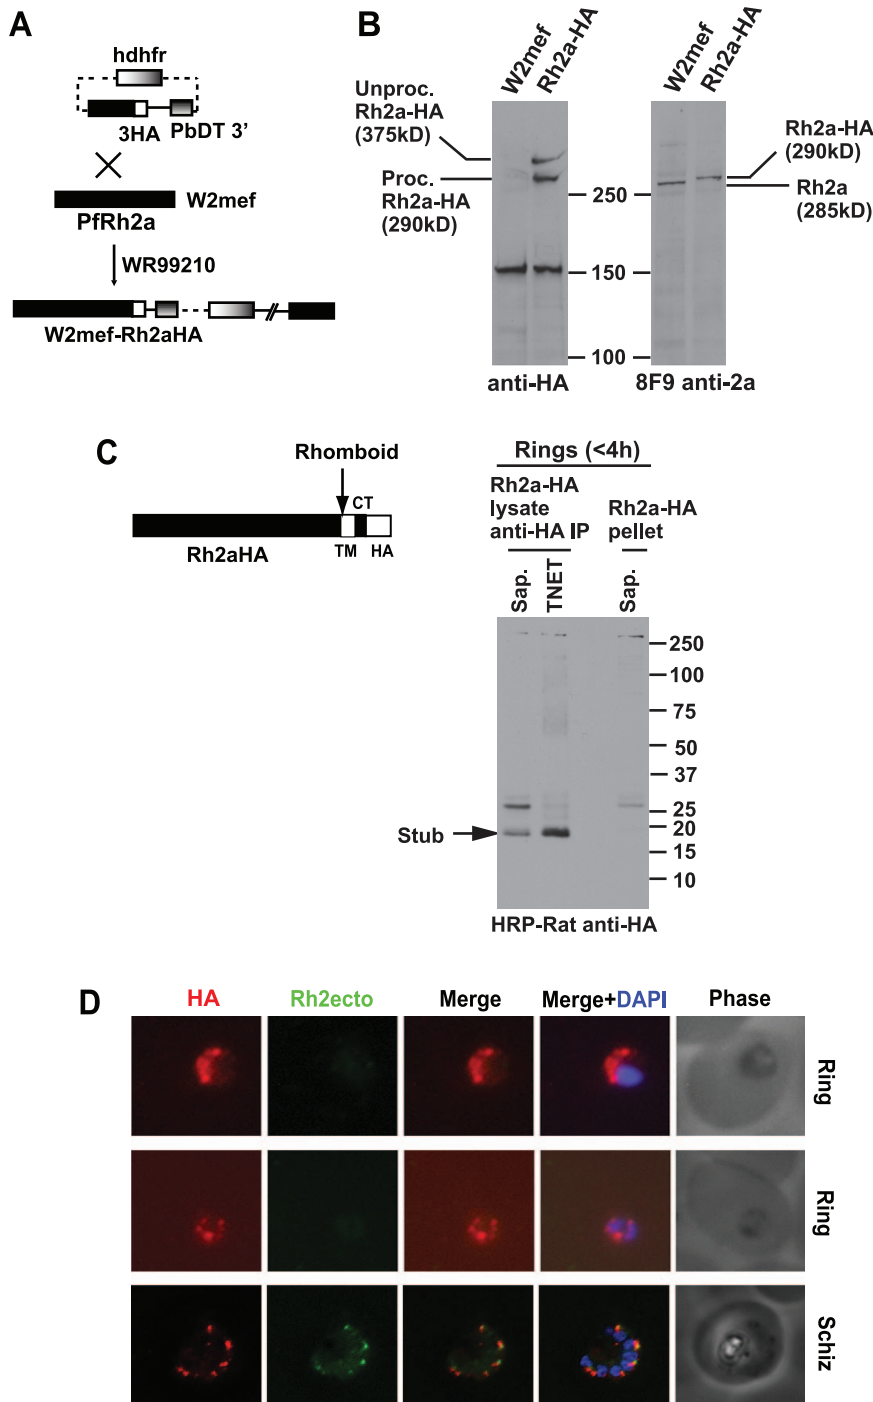 A
hdhfr
3HA
PbDT 3'
W2mef
PfRh2a
WR99210
W2mef-Rh2aHA
B
W2mef
Rh2a-HA
W2mef
Rh2a-HA
Unproc.
Rh2a-HA
(375kD)
Proc.
Rh2a-HA
(290kD)
250
150
100
Rh2a-HA
(290kD)
Rh2a
(285kD)
anti-HA
8F9 anti-2a
C
Rhomboid
CT
Rh2aHA
TM
HA
Rings (<4h)
Rh2a-HA
lysate
anti-HA IP
Rh2a-HA
pellet
Sap.
TNET
Sap.
250
100
75
50
37
25
20
15
10
Stub
HRP-Rat anti-HA
D
HA
Rh2ecto
Merge
Merge+DAPI
Phase
Ring
Ring
Schiz